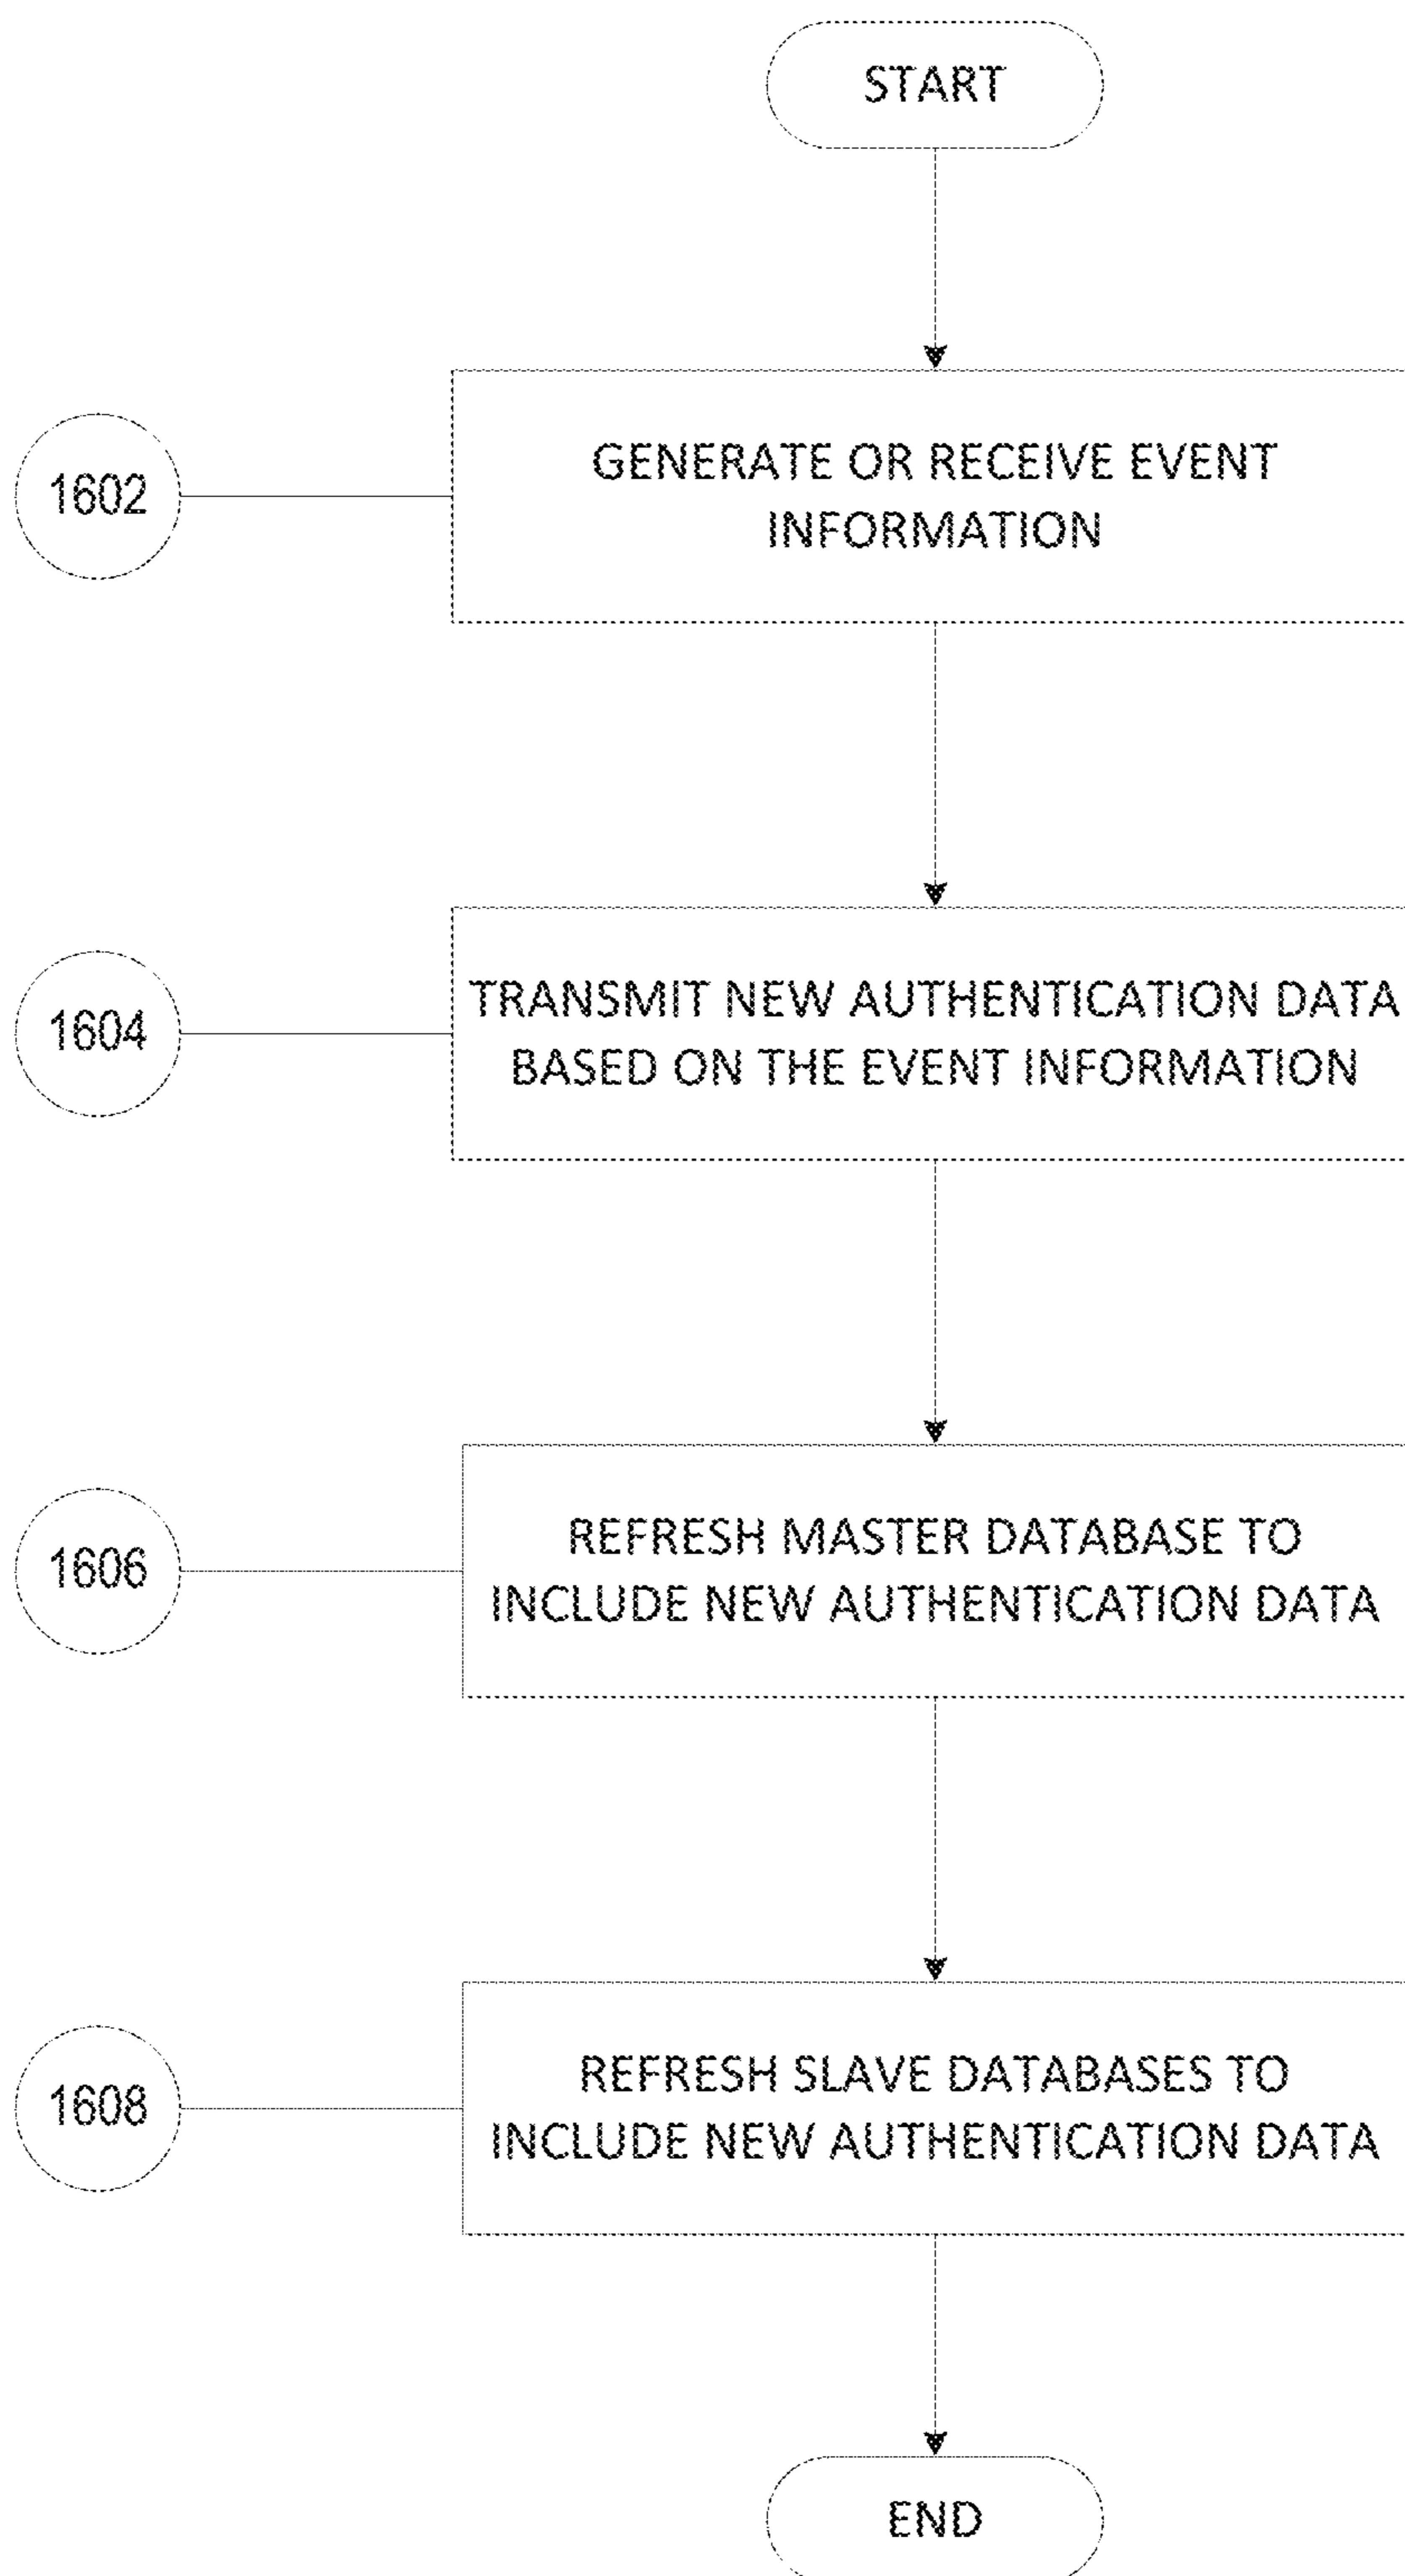 START
1602
GENERATE OR RECEIVE EVENT
INFORMATION
1604
TRANSMIT NEW AUTHENTICATION DATA
BASED ON THE EVENT INFORMATION
1606
REFRESH MASTER DATABASE TO
INCLUDE NEW AUTHENTICATION DATA
1608
REFRESH SLAVE DATABASES TO
INCLUDE NEW AUTHENTICATION DATA
END